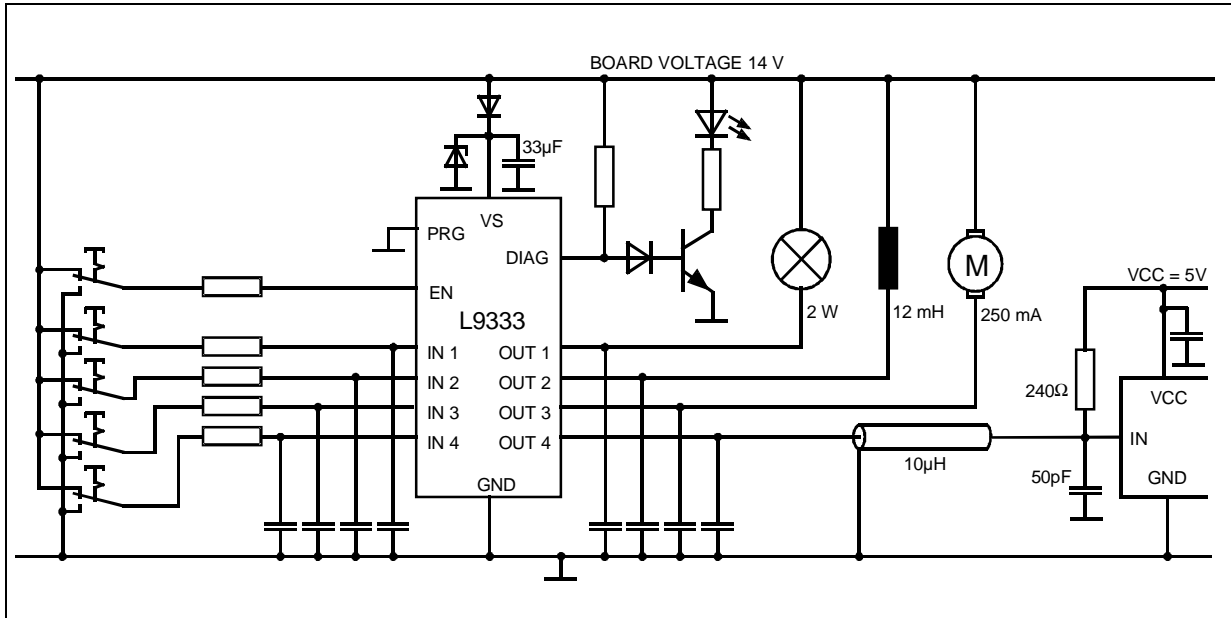 BOARD VOLTAGE 14 V
33µF
VS
PRG
DIAG
M
EN
VCC = 5V
L9333
2 W
12 mH
250 mA
IN 1
OUT 1
IN 2
OUT 2
240Ω
VCC
IN 3
OUT 3
IN 4
OUT 4
IN
10µH
GND
50pF
GND